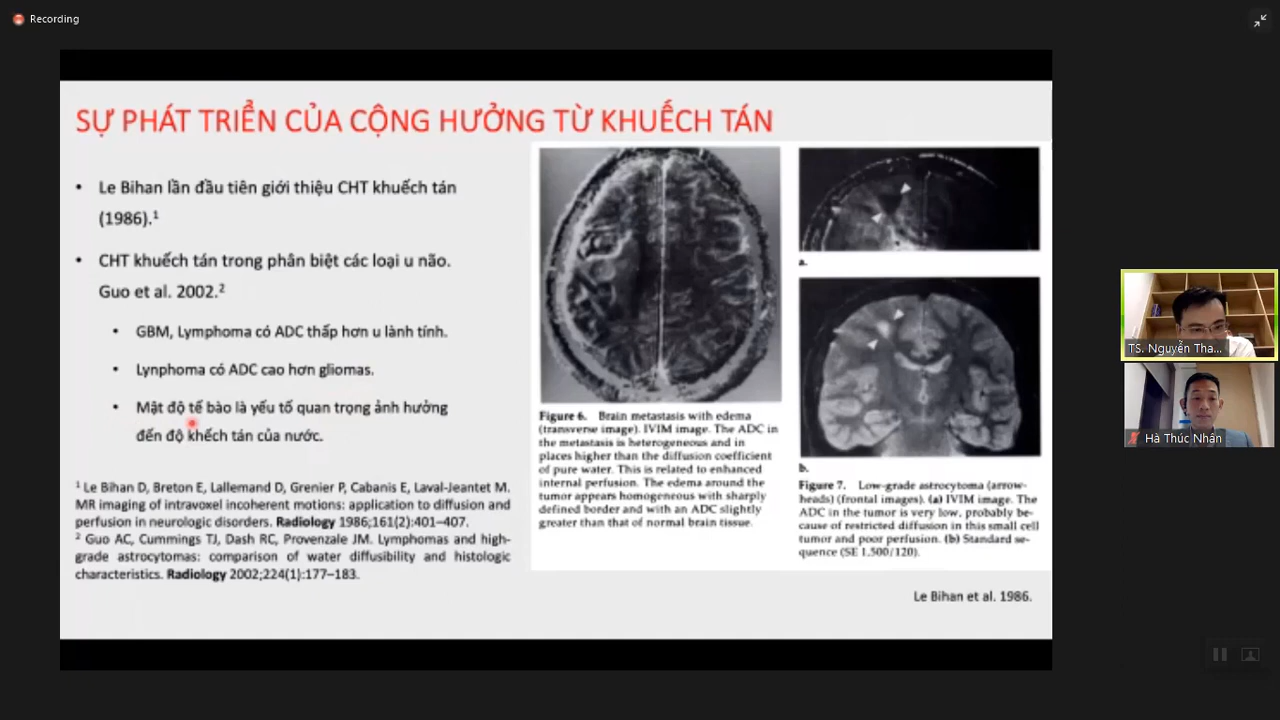 Recording
SỰ PHÁT TRIỂN CỦA CỘNG HƯỞNG TỪ KHUẾCH TÁN
• Le Bihan lần đầu tiên giới thiệu CHT khuếch tán
(1986).¹
• CHT khuếch tán trong phân biệt các loại u não.
Guo et al. 2002.²
• GBM, Lymphoma có ADC thấp hơn u lành tính.
• Lynphoma có ADC cao hơn gliomas.
• Mật độ tế bào là yếu tố quan trọng ảnh hưởng
đến độ khếch tán của nước.
¹ Le Bihan D, Breton E, Lallemand D, Grenier P, Cabanis E, Laval-Jeantet M.
MR imaging of intravoxel incoherent motions: application to diffusion and
perfusion in neurologic disorders. Radiology 1986;161(2):401–407.
² Guo AC, Cummings TJ, Dash RC, Provenzale JM. Lymphomas and high-
grade astrocytomas: comparison of water diffusibility and histologic
characteristics. Radiology 2002;224(1):177–183.
Figure 6. Brain metastasis with edema
(transverse image). IVIM image. The ADC in
the metastasis is heterogeneous and in
places higher than the diffusion coefficient
of pure water. This is related to enhanced
internal perfusion. The edema around the
tumor appears homogeneous with sharply
defined border and with an ADC slightly
greater than that of normal brain tissue.
a.
b.
Figure 7. Low-grade astrocytoma (arrow-
heads) (frontal images). (a) IVIM image. The
ADC in the tumor is very low, probably be-
cause of restricted diffusion in this small cell
tumor and poor perfusion. (b) Standard se-
quence (SE 1,500/120).
Le Bihan et al. 1986.
TS. Nguyễn Tha...
Hà Thúc Nhân